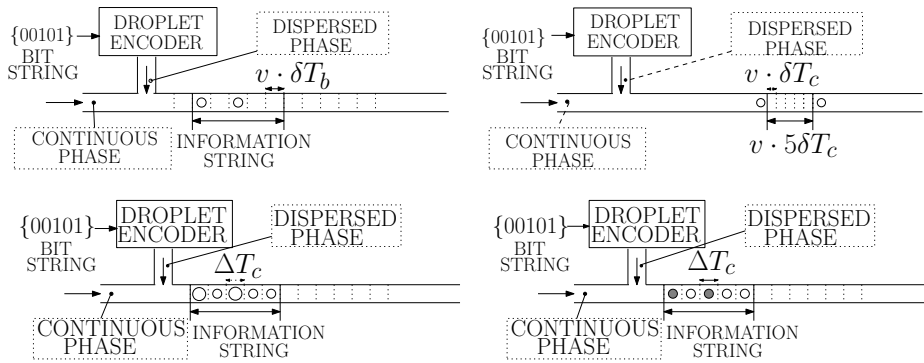 DROPLET
ENCODER
{00101}
BIT
STRING
DISPERSED
PHASE
v · δT_b
CONTINUOUS
PHASE
INFORMATION
STRING
DROPLET
ENCODER
{00101}
BIT
STRING
DISPERSED
PHASE
v · δT_c
CONTINUOUS
PHASE
v · 5δT_c
DROPLET
ENCODER
{00101}
BIT
STRING
DISPERSED
PHASE
ΔT_c
CONTINUOUS
PHASE
INFORMATION
STRING
DROPLET
ENCODER
{00101}
BIT
STRING
DISPERSED
PHASE
ΔT_c
CONTINUOUS
PHASE
INFORMATION
STRING